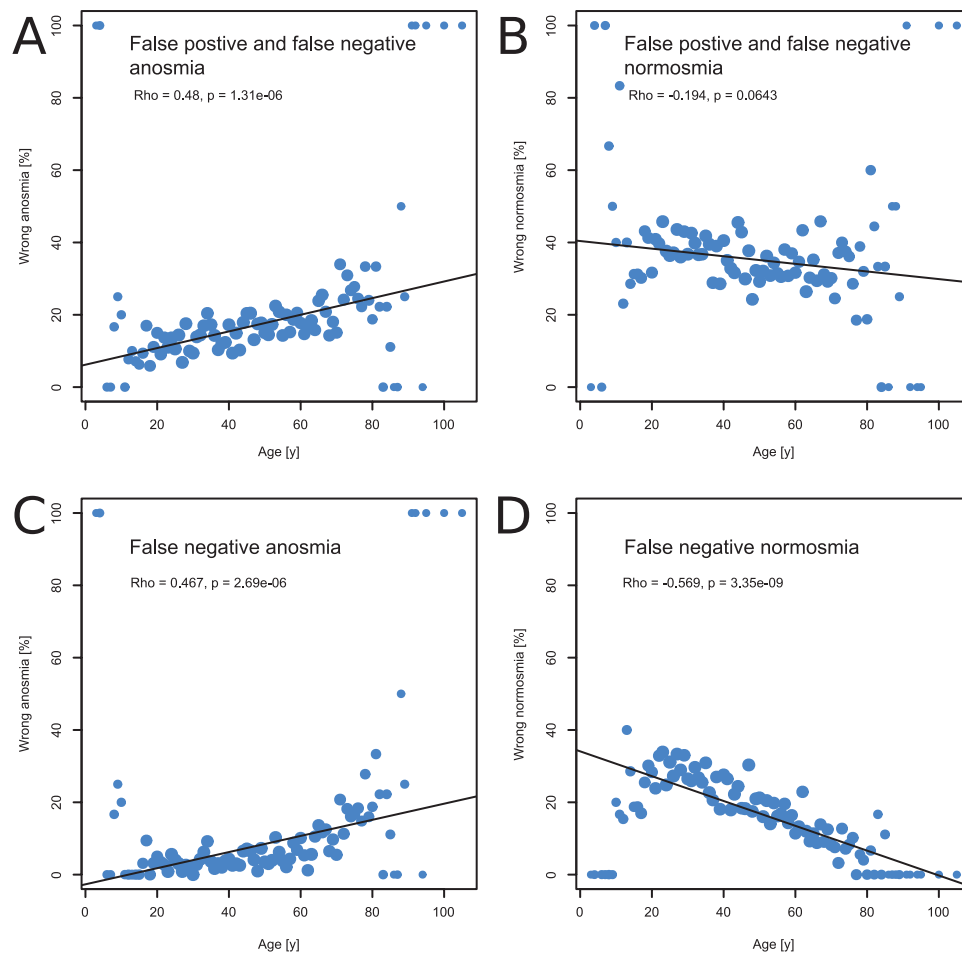 A
False postive and false negative
anosmia
Rho = 0.48, p = 1.31e-06
Wrong anosmia [%]
0 20 40 60 80 100
0 20 40 60 80 100
Age [y]
B
False postive and false negative
normosmia
Rho = -0.194, p = 0.0643
Wrong normosmia [%]
0 20 40 60 80 100
0 20 40 60 80 100
Age [y]
C
False negative anosmia
Rho = 0.467, p = 2.69e-06
Wrong anosmia [%]
0 20 40 60 80 100
0 20 40 60 80 100
Age [y]
D
False negative normosmia
Rho = -0.569, p = 3.35e-09
Wrong normosmia [%]
0 20 40 60 80 100
0 20 40 60 80 100
Age [y]